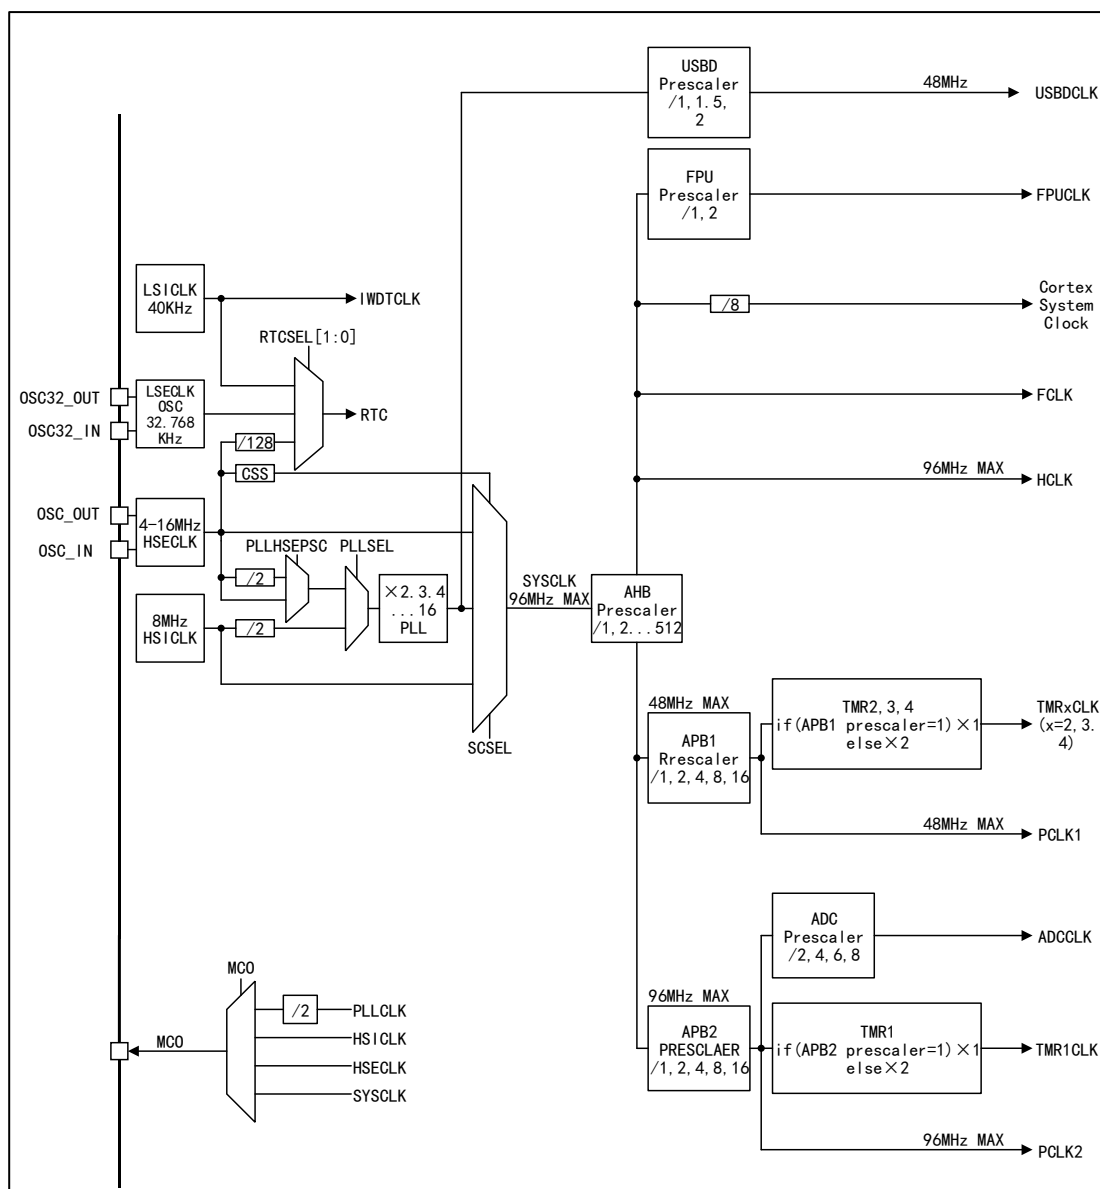 USBD
Prescaler
/1, 1.5,
2
48MHz
USBDCLK
FPU
Prescaler
/1, 2
FPUCLK
LSICLK
40KHz
IWDTCLK
/8
Cortex
System
Clock
RTCSEL[1:0]
OSC32_OUT
OSC32_IN
LSECLK
OSC
32.768
KHz
RTC
FCLK
/128
CSS
96MHz MAX
HCLK
OSC_OUT
OSC_IN
4-16MHz
HSECLK
PLLHSEPSC
PLLSEL
/2
×2.3.4
...16
PLL
SYSCLK
96MHz MAX
AHB
Prescaler
/1, 2...512
8MHz
HSICLK
/2
SCSEL
48MHz MAX
APB1
Rrescaler
/1, 2, 4, 8, 16
TMR2, 3, 4
if(APB1 prescaler=1)×1
else×2
TMRxCLK
(x=2, 3.
4)
48MHz MAX
PCLK1
ADC
Prescaler
/2, 4, 6, 8
ADCCLK
MCO
/2
PLLCLK
HSICLK
HSECLK
SYSCLK
MCO
96MHz MAX
APB2
PRESCLAER
/1, 2, 4, 8, 16
TMR1
if(APB2 prescaler=1)×1
else×2
TMR1CLK
96MHz MAX
PCLK2